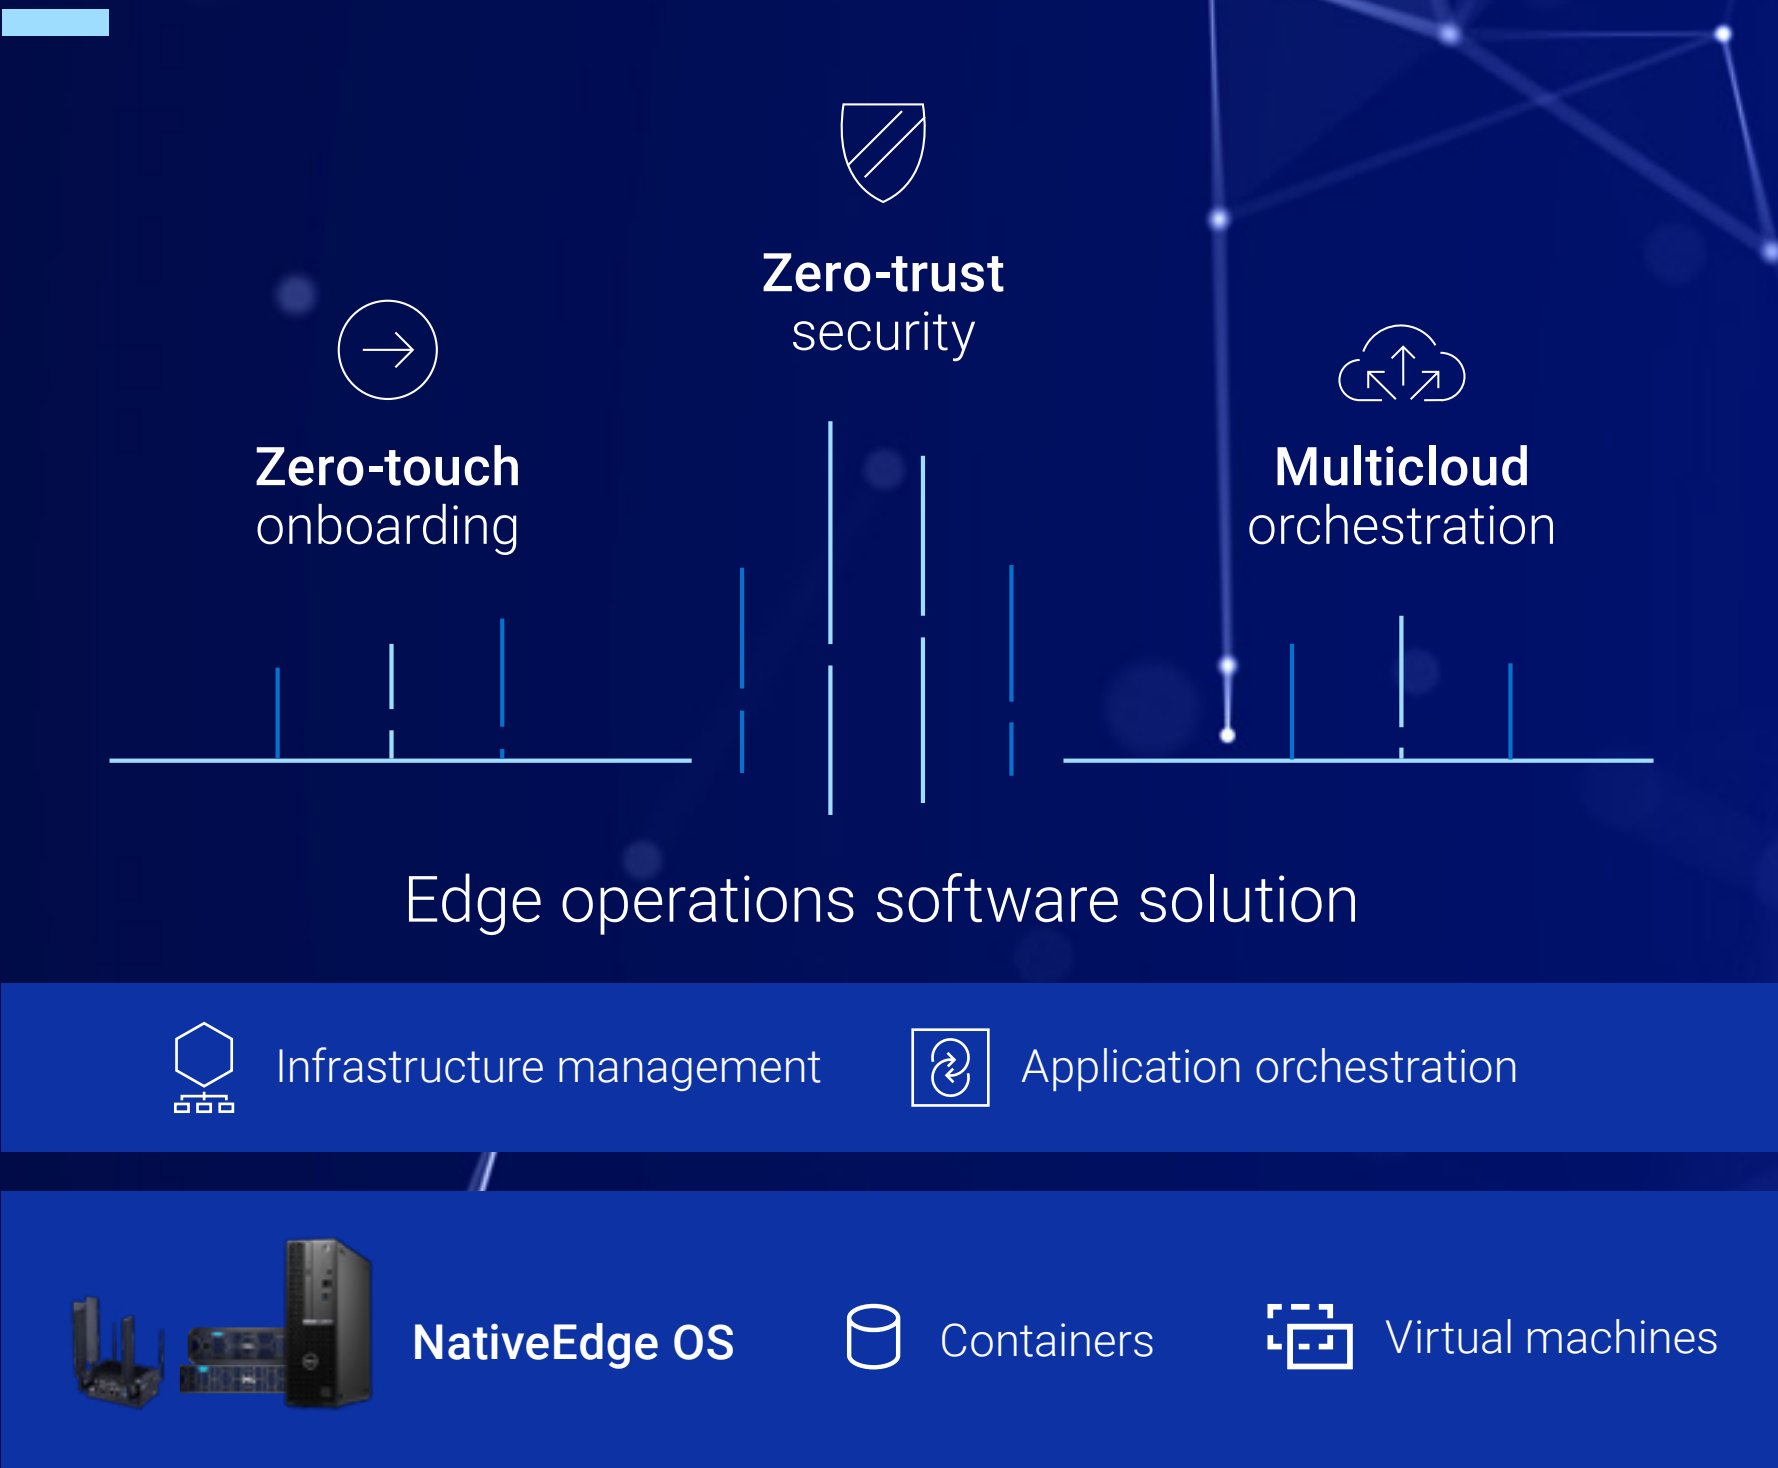 Zero-trust
security
Zero-touch
onboarding
Multicloud
orchestration
Edge operations software solution
Infrastructure management
Application orchestration
NativeEdge OS
Containers
Virtual machines